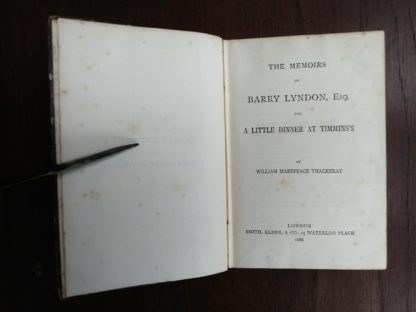 THE MEMOIRS
OF
BARRY LYNDON, Esq.
AND
A LITTLE DINNER AT TIMMINS'S
BY
WILLIAM MAKEPEACE THACKERAY
LONDON
SMITH, ELDER, & CO., 15 WATERLOO PLACE